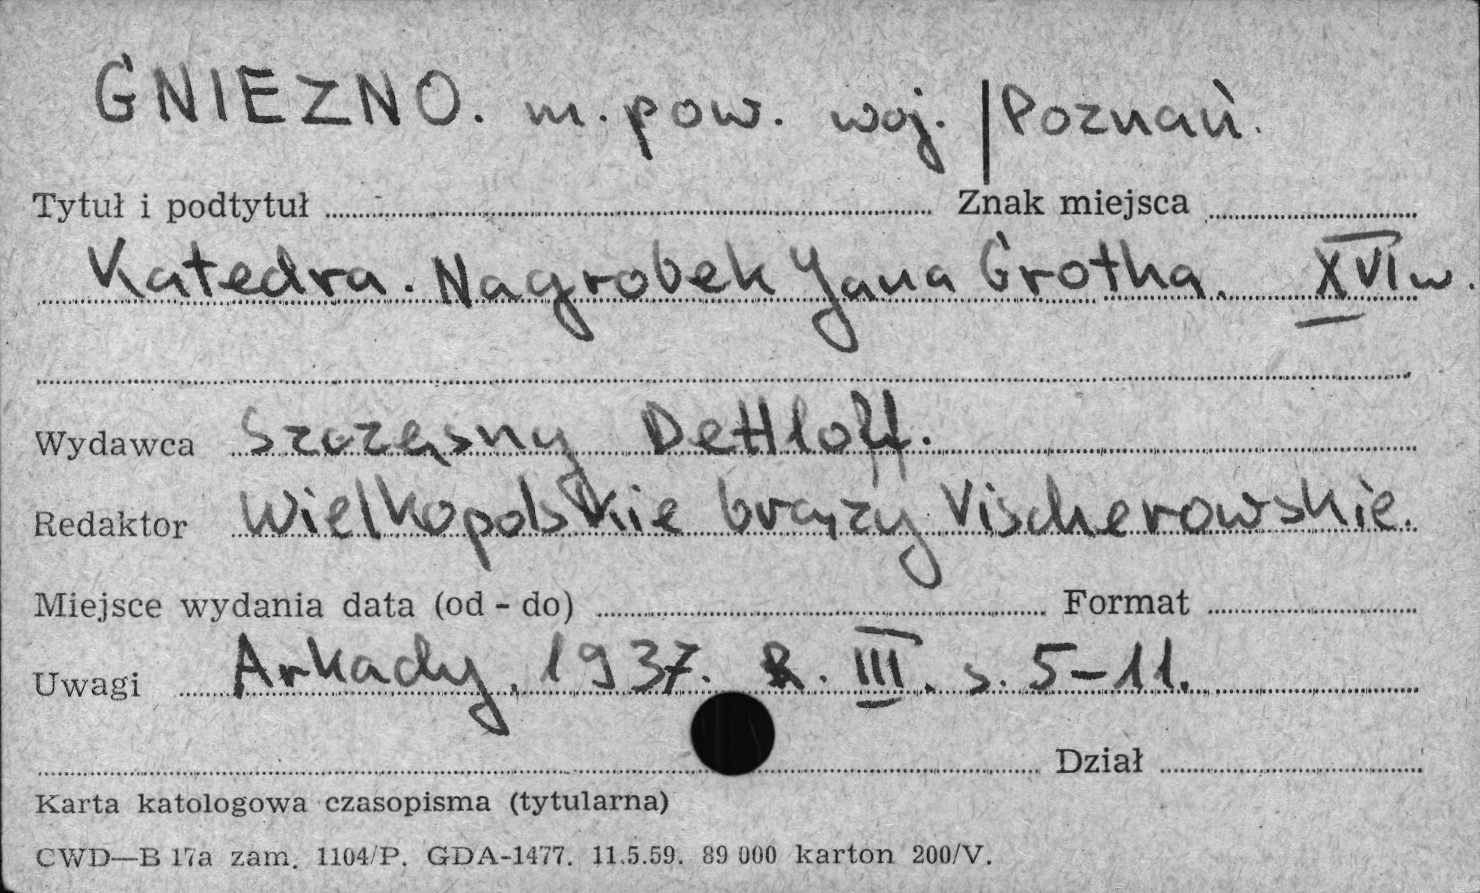 GNIEZNO. m. pow. woj. |Poznań.
Tytuł i podtytuł Znak miejsca
Katedra. Nagrobek Jana Grotha. XVI w.
Wydawca Szczęsny Dettloff.
Redaktor Wielkopolskie brązy Vischerowskie.
Miejsce wydania data (od - do) Format
Uwagi Arkady, 1937. R. III. s. 5-11.
Dział
Karta katologowa czasopisma (tytularna)
CWD—B 17a zam. 1104/P. GDA-1477. 11.5.59. 89 000 karton 200/V.